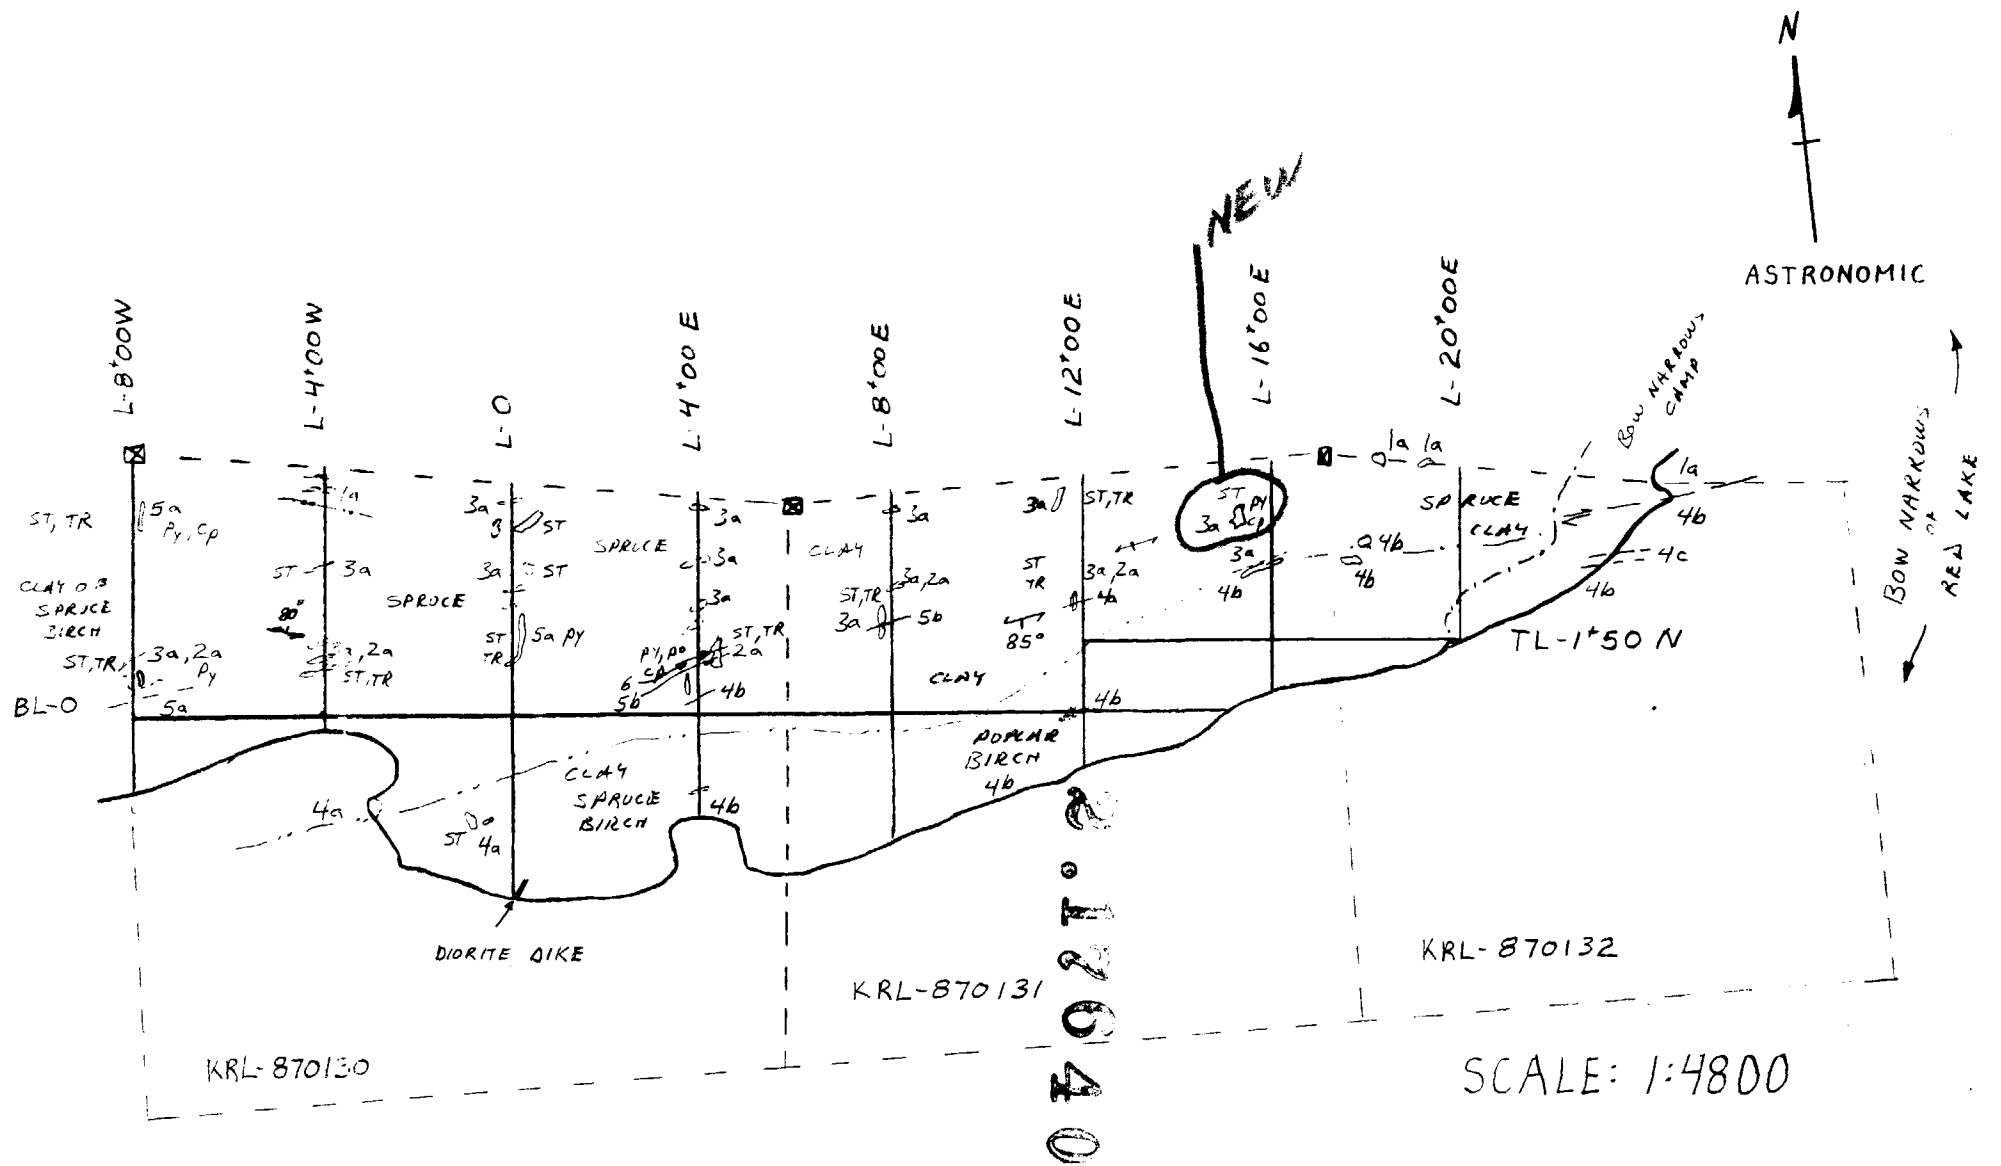 N
ASTRONOMIC
NEW
L-8+00W
L-4+00W
L-0
L-4+00E
L-8+00E
L-12+00E
L-16+00E
L-20+00E
BOW NARROWS
CAMP
BOW NARROWS
OF
RED LAKE
1a 1a
1a
ST, TR
5a
Py, Cp
1a
3a
3
ST
3a
3a
3a
ST, TR
ST
Py
3a
Cp
SPRUCE
CLAY
4b
4c
4b
CLAY
SPRUCE
BIRCH
ST
3a
80°
SPRUCE
3a
ST
SPRUCE
3a
3a
CLAY
3a, 2a
ST, TR
3a
5b
ST
TR
3a, 2a
4a
85°
3a
4b
4b
4b
ST, TR
3a, 2a
Py
2a
ST, TR
ST
TR
5a Py
Py, Po
Cp
6
5b
ST, TR
2a
4b
CLAY
TL-1+50 N
BL-0
5a
4b
POPLAR
BIRCH
4b
4a
ST
4a
CLAY
SPRUCE
BIRCH
4b
DIORITE DIKE
KRL-870130
KRL-870131
KRL-870132
2.12640
SCALE: 1:4800